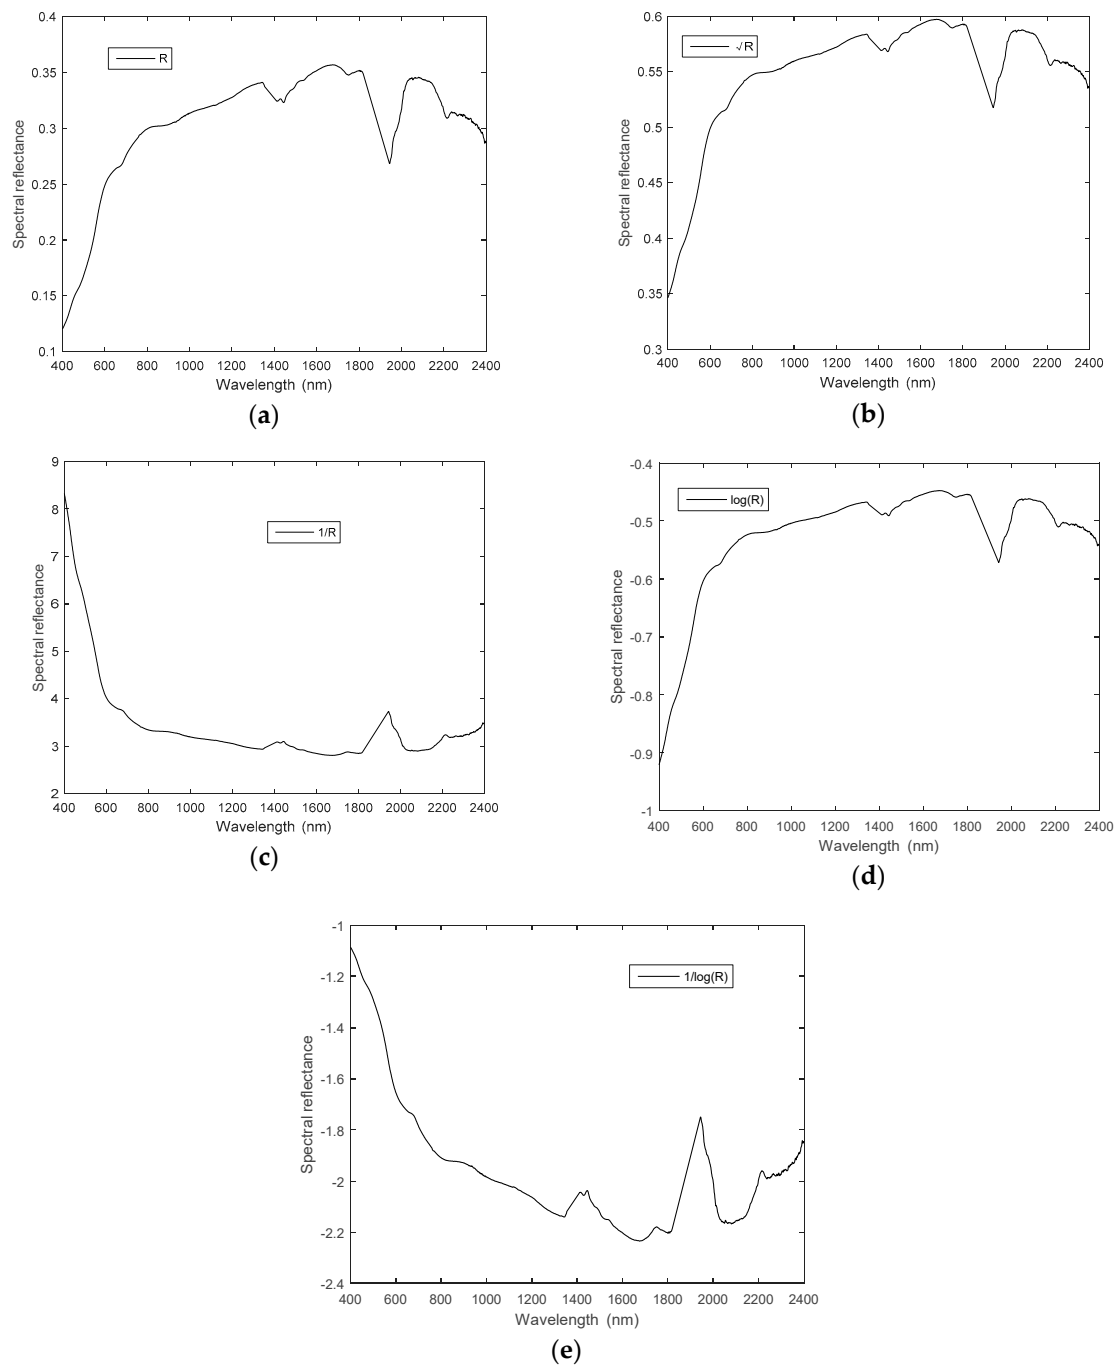 0.4
0.35
0.3
0.25
0.2
0.15
0.1
Spectral reflectance
R
400 600 800 1000 1200 1400 1600 1800 2000 2200 2400
Wavelength (nm)
(a)
0.6
0.55
0.5
0.45
0.4
0.35
0.3
Spectral reflectance
√R
400 600 800 1000 1200 1400 1600 1800 2000 2200 2400
Wavelength (nm)
(b)
9
8
7
6
5
4
3
2
Spectral reflectance
1/R
400 600 800 1000 1200 1400 1600 1800 2000 2200 2400
Wavelength (nm)
(c)
-0.4
-0.5
-0.6
-0.7
-0.8
-0.9
-1
Spectral reflectance
log(R)
400 600 800 1000 1200 1400 1600 1800 2000 2200 2400
Wavelength (nm)
(d)
-1
-1.2
-1.4
-1.6
-1.8
-2
-2.2
-2.4
Spectral reflectance
1/log(R)
400 600 800 1000 1200 1400 1600 1800 2000 2200 2400
Wavelength (nm)
(e)